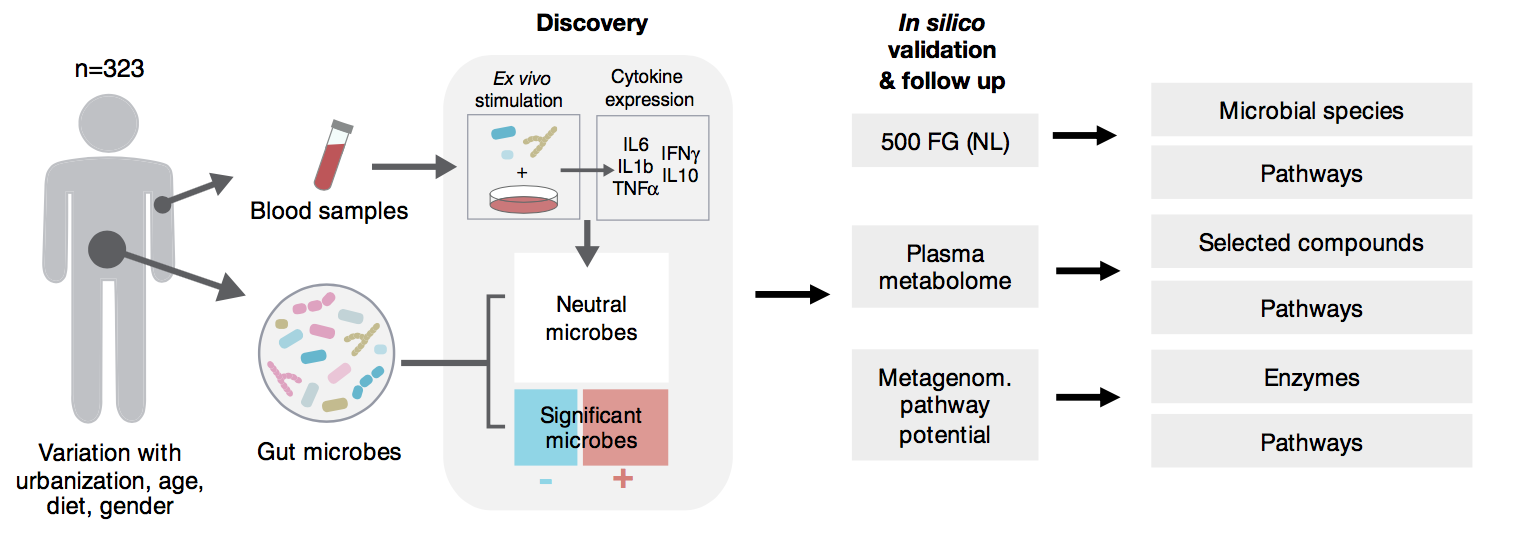 n=323
Variation with
urbanization, age,
diet, gender
Blood samples
Gut microbes
Discovery
Ex vivo
stimulation
+
Cytokine
expression
IL6
IL1b
TNFα
IFNγ
IL10
Neutral
microbes
Significant
microbes
-
+
In silico
validation
& follow up
500 FG (NL)
Microbial species
Pathways
Plasma
metabolome
Selected compounds
Pathways
Metagenom.
pathway
potential
Enzymes
Pathways